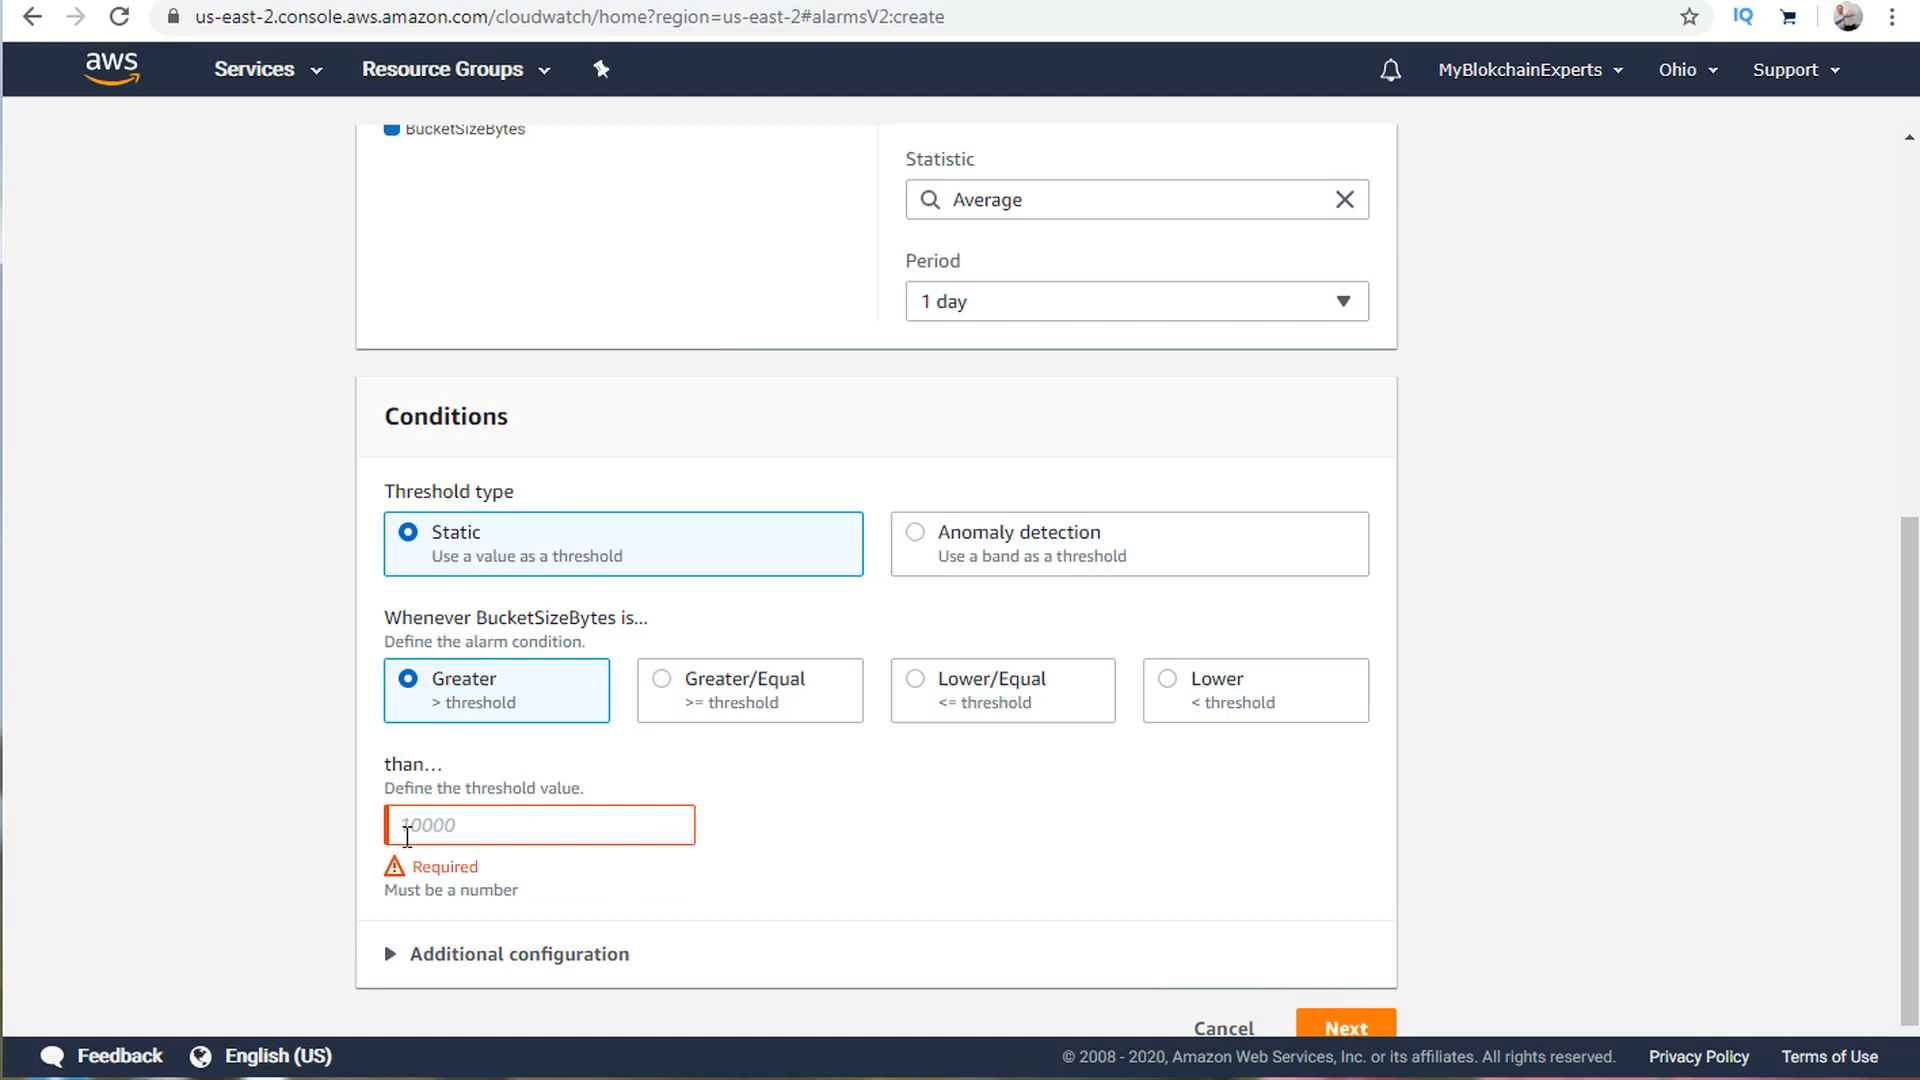 us-east-2.console.aws.amazon.com/cloudwatch/home?region=us-east-2#alarmsV2:create
IQ
aws
Services
Resource Groups
MyBlokchainExperts
Ohio
Support
BucketSizeBytes
Statistic
Average
Period
1 day
Conditions
Threshold type
Static
Use a value as a threshold
Anomaly detection
Use a band as a threshold
Whenever BucketSizeBytes is...
Define the alarm condition.
Greater
> threshold
Greater/Equal
>= threshold
Lower/Equal
<= threshold
Lower
< threshold
than...
Define the threshold value.
10000
Required
Must be a number
Additional configuration
Cancel
Next
Feedback
English (US)
© 2008 - 2020, Amazon Web Services, Inc. or its affiliates. All rights reserved.
Privacy Policy
Terms of Use